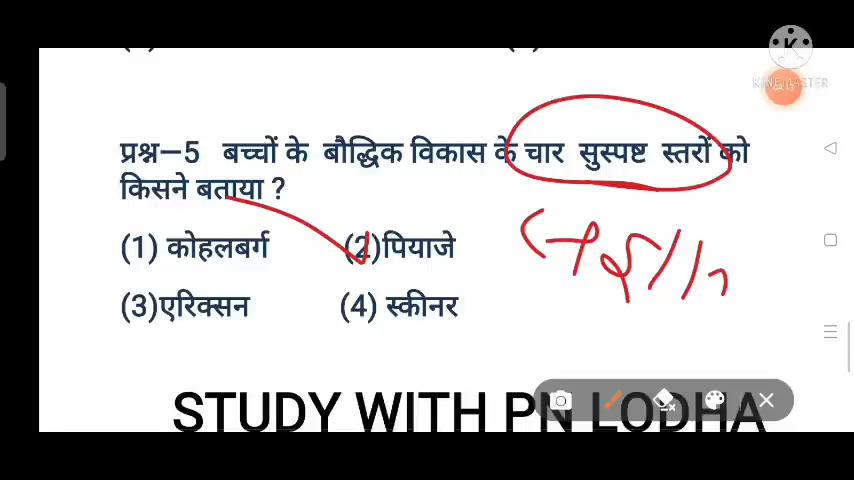 KINEMASTER
प्रश्न—5 बच्चों के बौद्धिक विकास के चार सुस्पष्ट स्तरों को
किसने बताया ?
(1) कोहलबर्ग (2)पियाजे
(3)एरिक्सन (4) स्कीनर
STUDY WITH PN LODHA